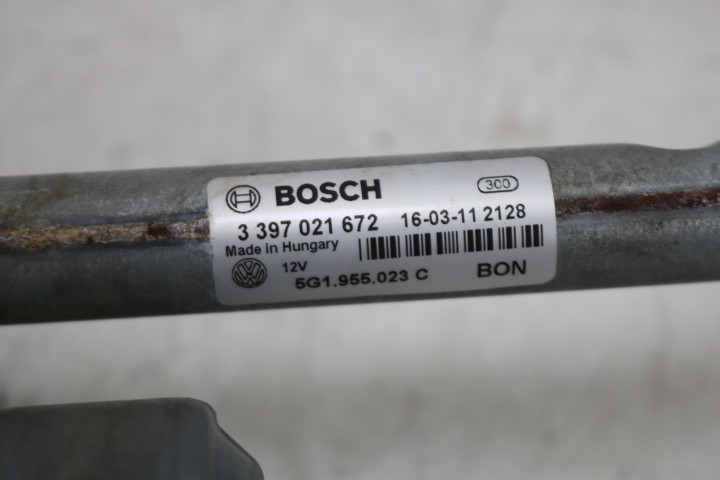 BOSCH 300
3 397 021 672 16-03-11 2128
Made in Hungary
12V
5G1.955.023 C BON